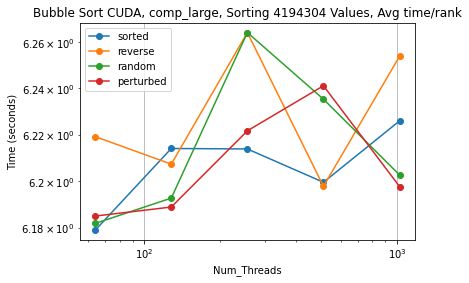 Bubble Sort CUDA, comp_large, Sorting 4194304 Values, Avg time/rank
sorted
reverse
random
perturbed
6.26 × 10⁰
6.24 × 10⁰
6.22 × 10⁰
6.2 × 10⁰
6.18 × 10⁰
Time (seconds)
10²
10³
Num_Threads